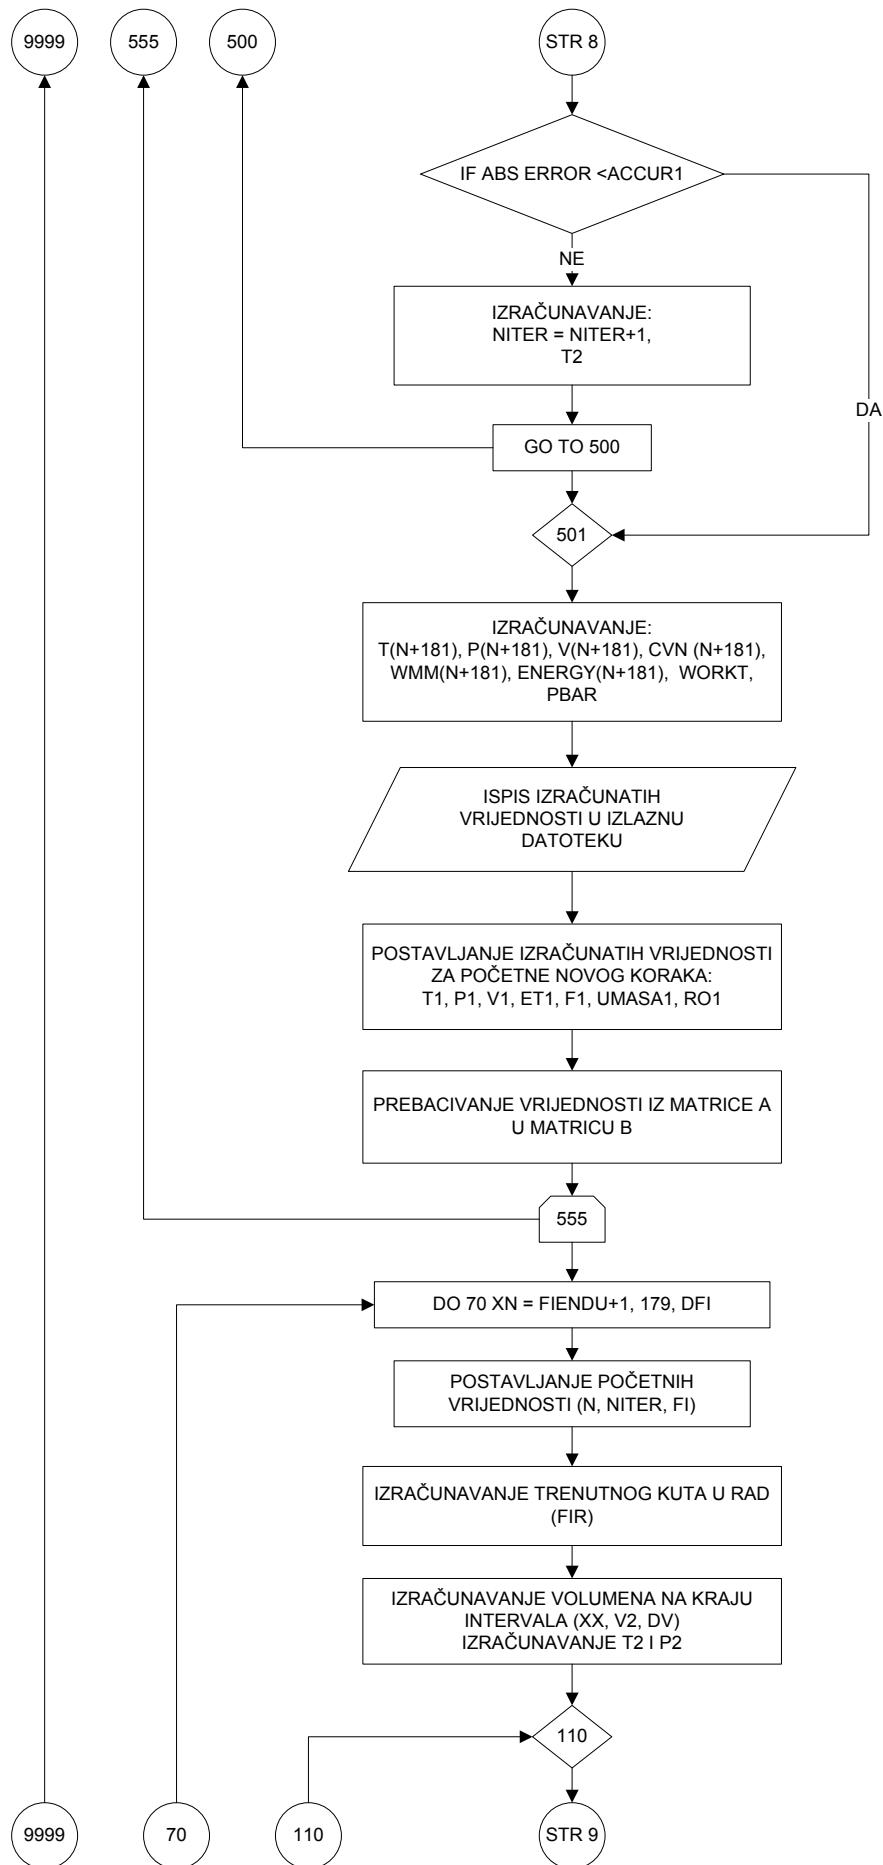 9999
555
500
STR 8
IF ABS ERROR <ACCUR1
NE
IZRAČUNAVANJE:
NITER = NITER+1,
T2
DA
GO TO 500
501
IZRAČUNAVANJE:
T(N+181), P(N+181), V(N+181), CVN (N+181),
WMM(N+181), ENERGY(N+181), WORKT,
PBAR
ISPIS IZRAČUNATIH
VRIJEDNOSTI U IZLAZNU
DATOTEKU
POSTAVLJANJE IZRAČUNATIH VRIJEDNOSTI
ZA POČETNE NOVOG KORAKA:
T1, P1, V1, ET1, F1, UMASA1, RO1
PREBACIVANJE VRIJEDNOSTI IZ MATRICE A
U MATRICU B
555
DO 70 XN = FIENDU+1, 179, DFI
POSTAVLJANJE POČETNIH
VRIJEDNOSTI (N, NITER, FI)
IZRAČUNAVANJE TRENUTNOG KUTA U RAD
(FIR)
IZRAČUNAVANJE VOLUMENA NA KRAJU
INTERVALA (XX, V2, DV)
IZRAČUNAVANJE T2 I P2
110
9999
70
110
STR 9